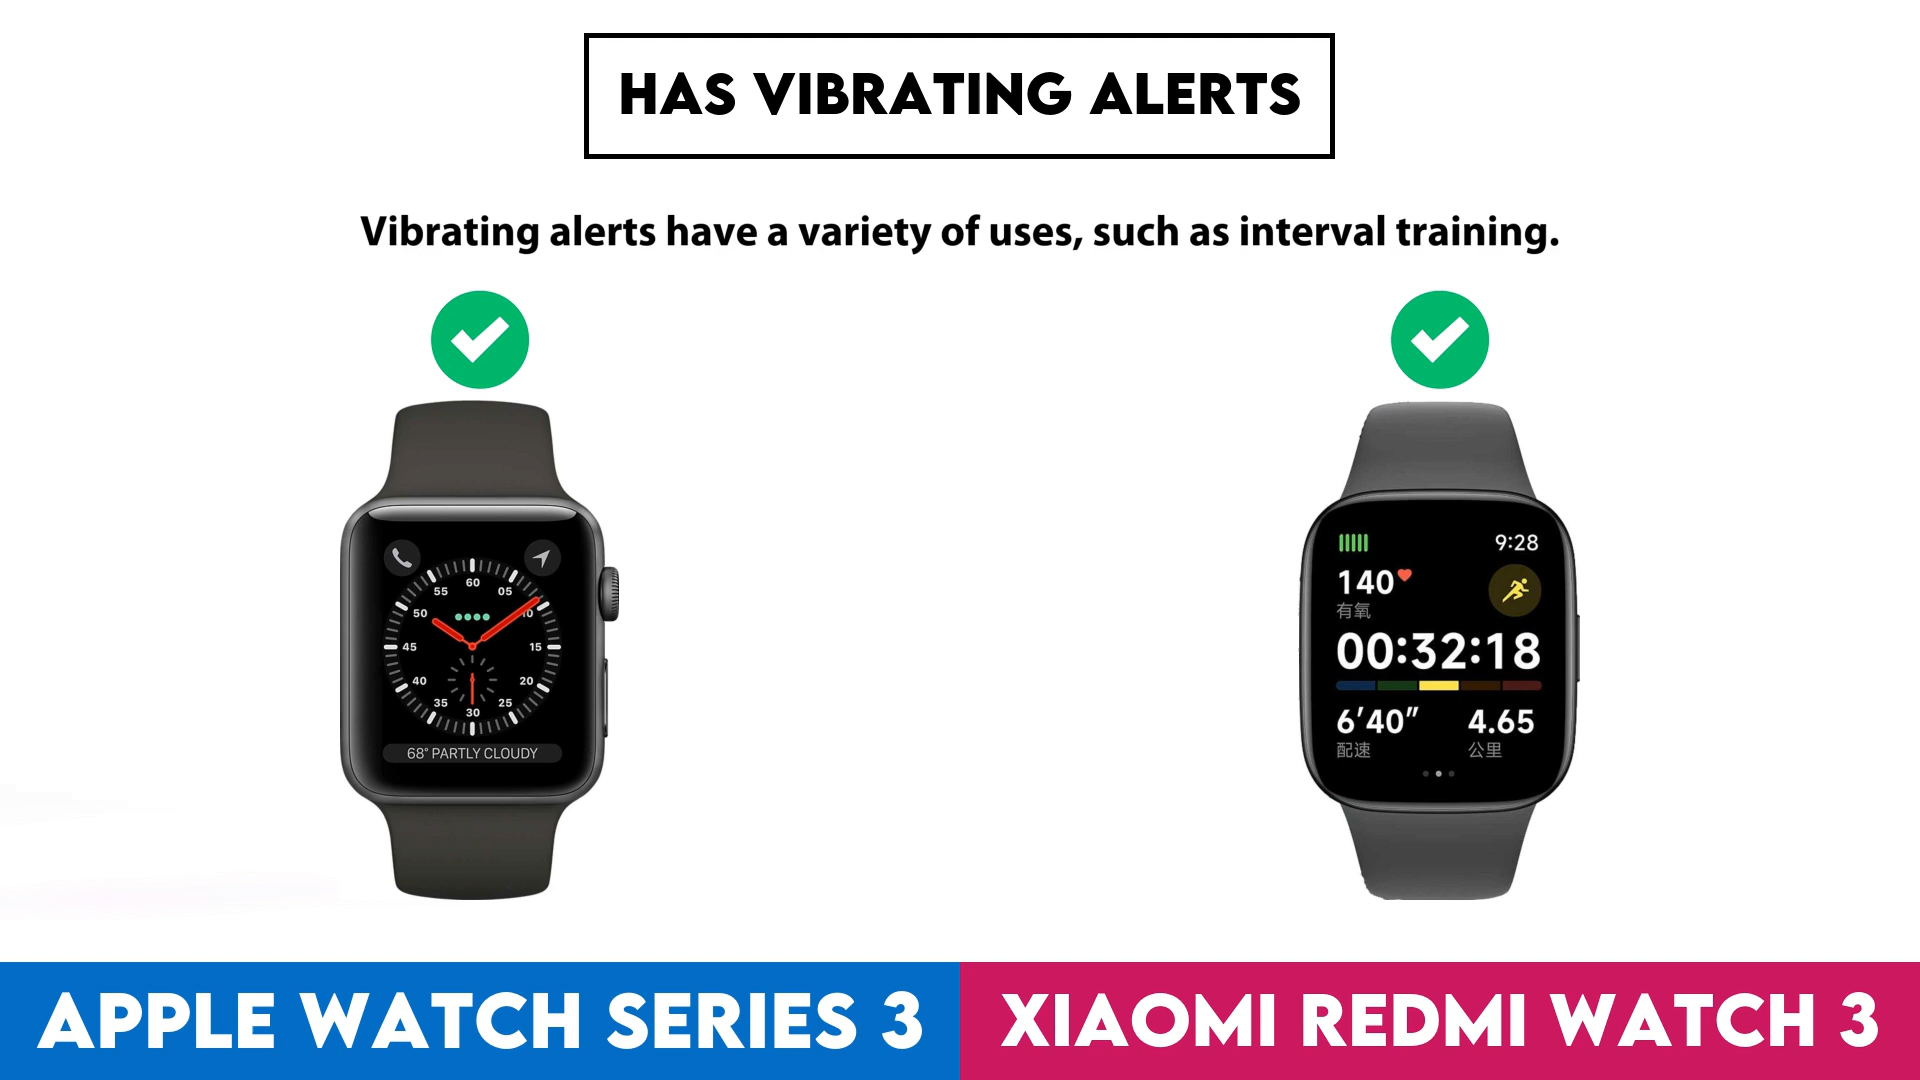 HAS VIBRATING ALERTS
Vibrating alerts have a variety of uses, such as interval training.
60
55 05
50 10
45 15
40 20
35 25
30
68° PARTLY CLOUDY
9:28
140
有氧
00:32:18
6'40" 4.65
配速 公里
APPLE WATCH SERIES 3
XIAOMI REDMI WATCH 3